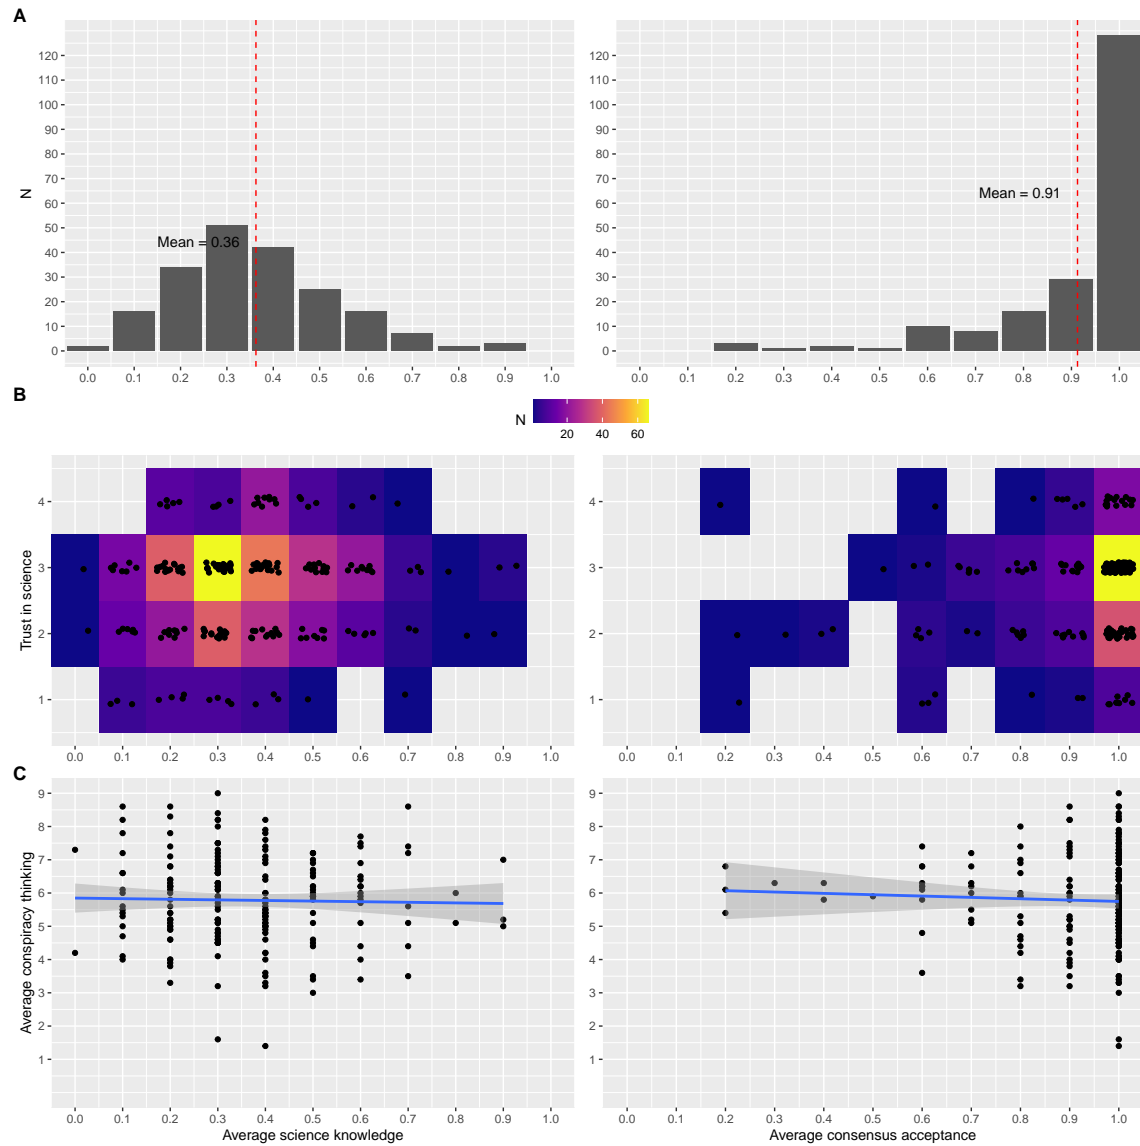 A
N
120
110
100
90
80
70
60
50
40
30
20
10
0
Mean = 0.36
0.0 0.1 0.2 0.3 0.4 0.5 0.6 0.7 0.8 0.9 1.0
120
110
100
90
80
70
60
50
40
30
20
10
0
Mean = 0.91
0.0 0.1 0.2 0.3 0.4 0.5 0.6 0.7 0.8 0.9 1.0
B
N
20 40 60
Trust in science
4
3
2
1
0.0 0.1 0.2 0.3 0.4 0.5 0.6 0.7 0.8 0.9 1.0
4
3
2
1
0.0 0.1 0.2 0.3 0.4 0.5 0.6 0.7 0.8 0.9 1.0
C
Average conspiracy thinking
9
8
7
6
5
4
3
2
1
0.0 0.1 0.2 0.3 0.4 0.5 0.6 0.7 0.8 0.9 1.0
Average science knowledge
9
8
7
6
5
4
3
2
1
0.0 0.1 0.2 0.3 0.4 0.5 0.6 0.7 0.8 0.9 1.0
Average consensus acceptance